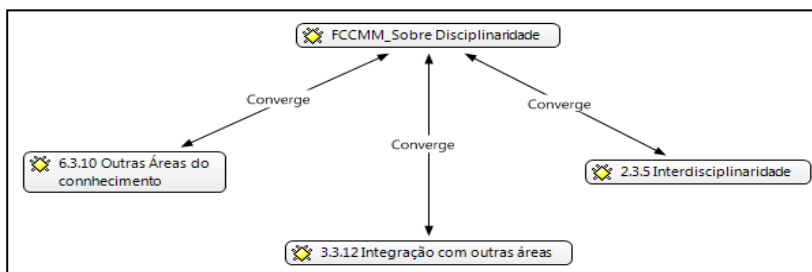 FCCMM_Sobre Disciplinaridade
Converge
Converge
Converge
6.3.10 Outras Áreas do
connhecimento
2.3.5 Interdisciplinaridade
3.3.12 Integração com outras áreas